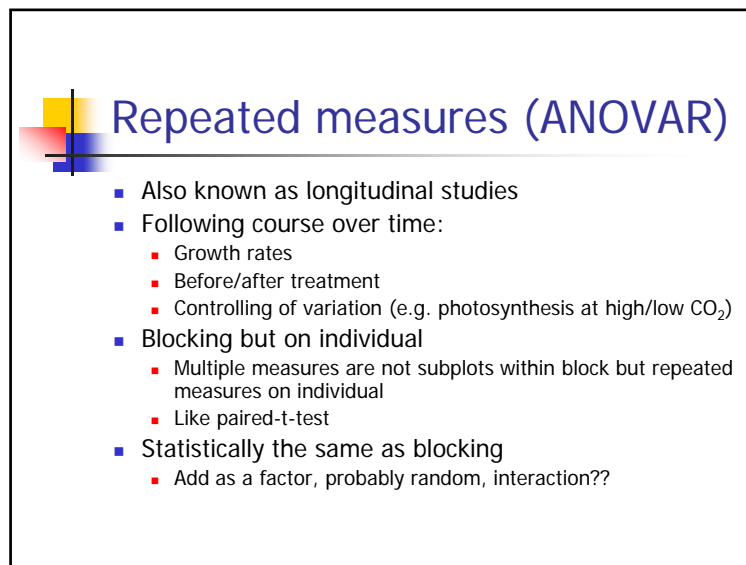 Repeated measures (ANOVAR)
Also known as longitudinal studies
Following course over time:
Growth rates
Before/after treatment
Controlling of variation (e.g. photosynthesis at high/low CO₂)
Blocking but on individual
Multiple measures are not subplots within block but repeated
measures on individual
Like paired-t-test
Statistically the same as blocking
Add as a factor, probably random, interaction??